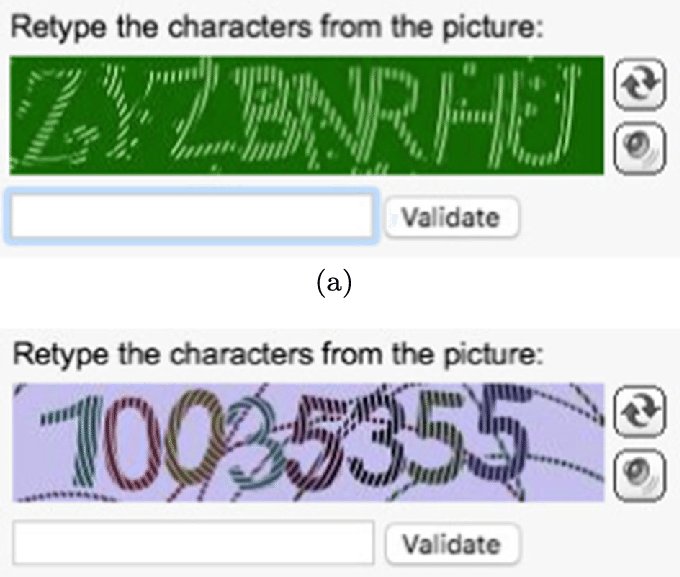 Retype the characters from the picture:
ZYZBNRHU
Validate
(a)
Retype the characters from the picture:
10035355
Validate